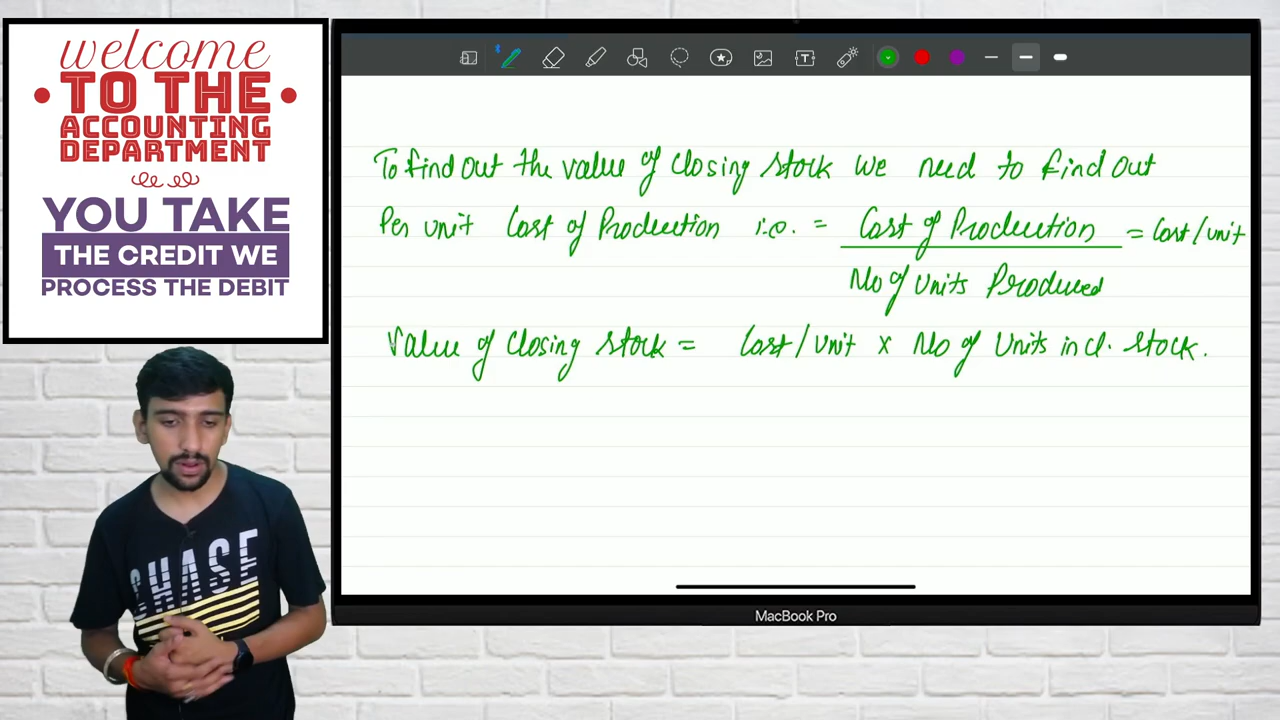 welcome
TO THE
ACCOUNTING
DEPARTMENT
YOU TAKE
THE CREDIT WE
PROCESS THE DEBIT
To find out the value of closing stock we need to find out
Per unit Cost of Production i.e. = Cost of Production = Cost/unit
No of units Produced
Value of closing stock = Cost/unit x No of Units in cl. stock.
CHASE
MacBook Pro